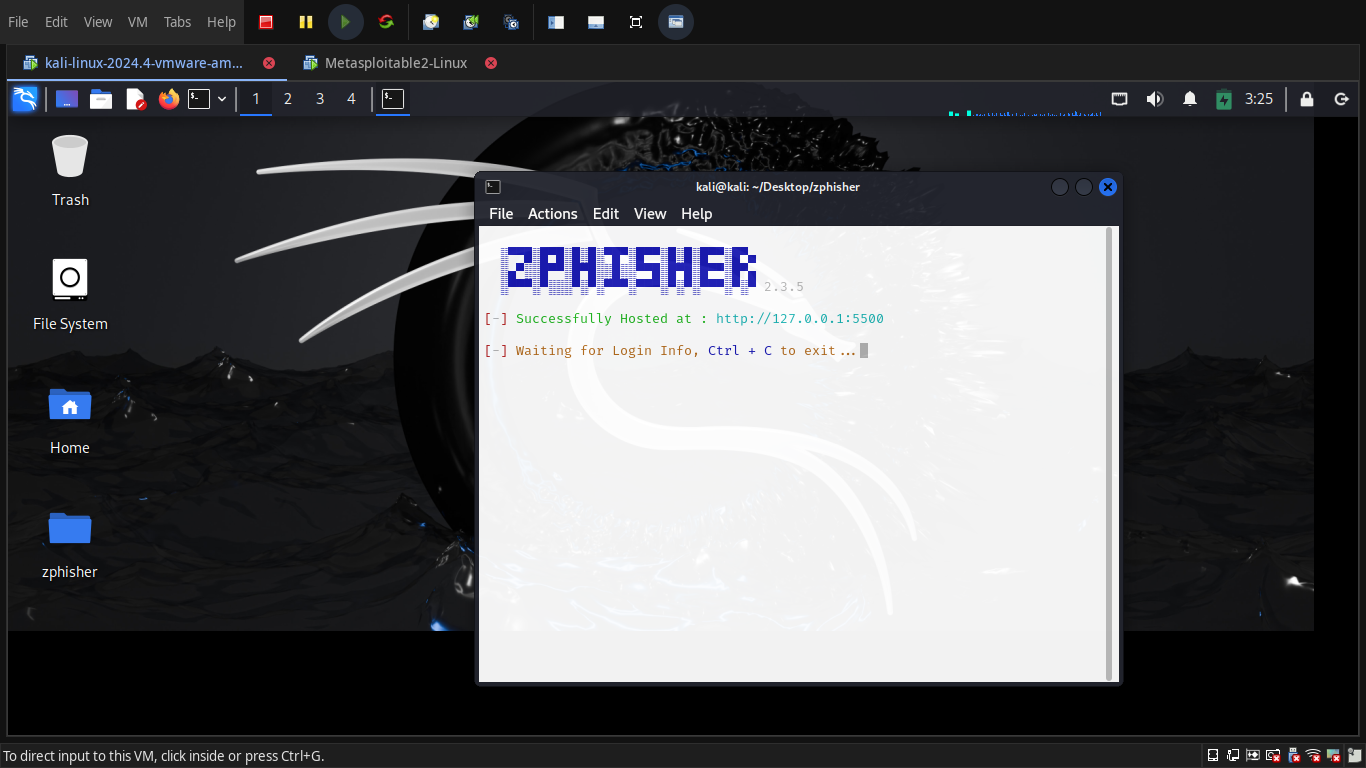 File Edit View VM Tabs Help
kali-linux-2024.4-vmware-am... Metasploitable2-Linux
1 2 3 4 3:25
Trash
File System
Home
zphisher
kali@kali: ~/Desktop/zphisher
File Actions Edit View Help
ZPHISHER 2.3.5
[-] Successfully Hosted at : http://127.0.0.1:5500
[-] Waiting for Login Info, Ctrl + C to exit...
To direct input to this VM, click inside or press Ctrl+G.